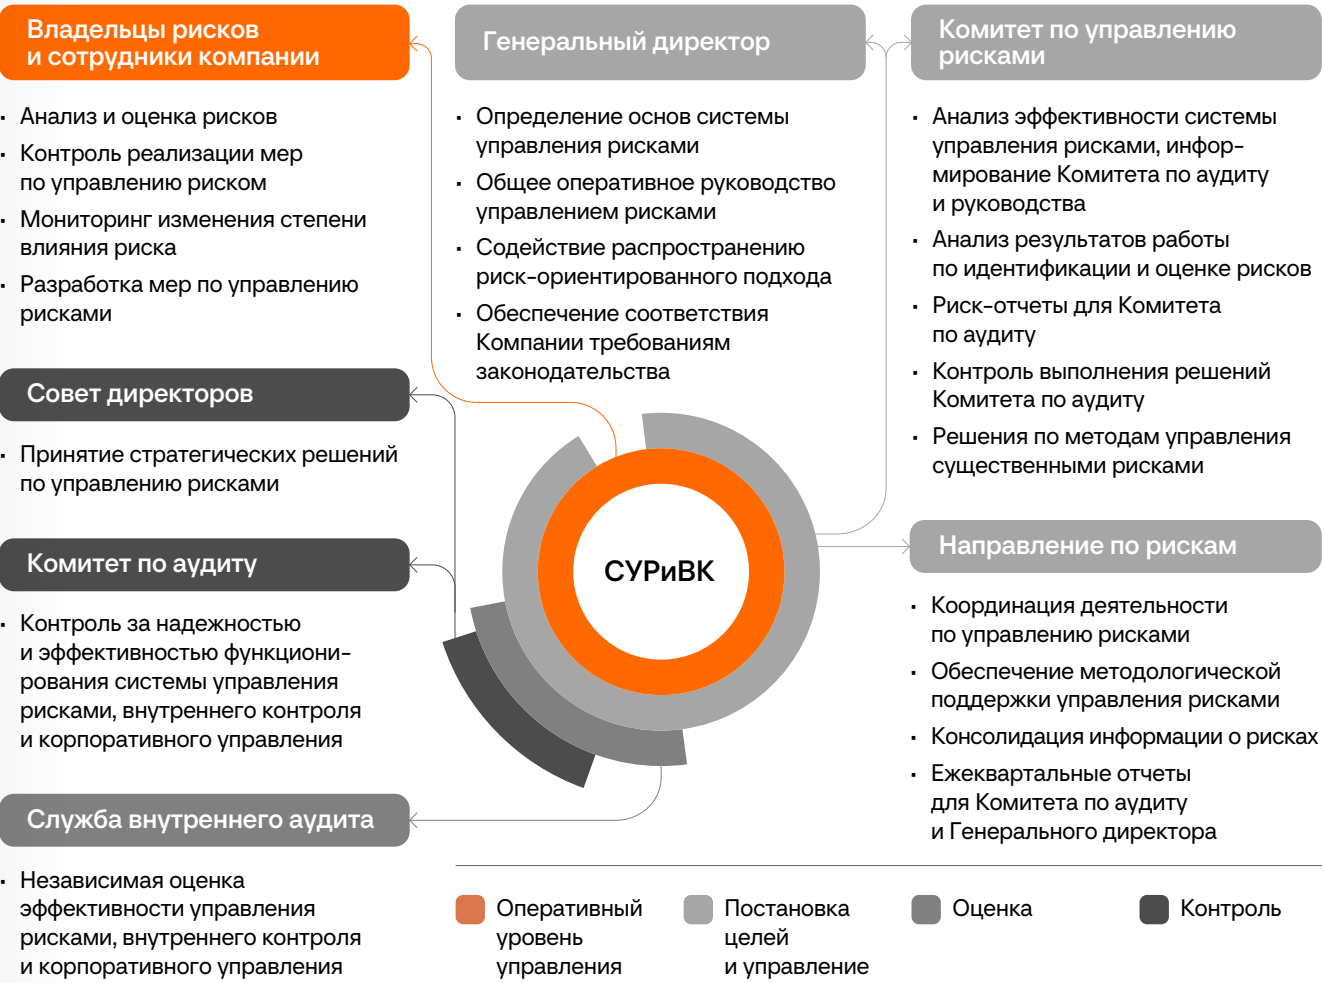 Владельцы рисков
и сотрудники компании
· Анализ и оценка рисков
· Контроль реализации мер
по управлению риском
· Мониторинг изменения степени
влияния риска
· Разработка мер по управлению
рисками
Совет директоров
· Принятие стратегических решений
по управлению рисками
Комитет по аудиту
· Контроль за надежностью
и эффективностью функциони-
рования системы управления
рисками, внутреннего контроля
и корпоративного управления
Служба внутреннего аудита
· Независимая оценка
эффективности управления
рисками, внутреннего контроля
и корпоративного управления
Генеральный директор
· Определение основ системы
управления рисками
· Общее оперативное руководство
управлением рисками
· Содействие распространению
риск-ориентированного подхода
· Обеспечение соответствия
Компании требованиям
законодательства
СУРиВК
Комитет по управлению
рисками
· Анализ эффективности системы
управления рисками, инфор-
мирование Комитета по аудиту
и руководства
· Анализ результатов работы
по идентификации и оценке рисков
· Риск-отчеты для Комитета
по аудиту
· Контроль выполнения решений
Комитета по аудиту
· Решения по методам управления
существенными рисками
Направление по рискам
· Координация деятельности
по управлению рисками
· Обеспечение методологической
поддержки управления рисками
· Консолидация информации о рисках
· Ежеквартальные отчеты
для Комитета по аудиту
и Генерального директора
Оперативный
уровень
управления
Постановка
целей
и управление
Оценка
Контроль